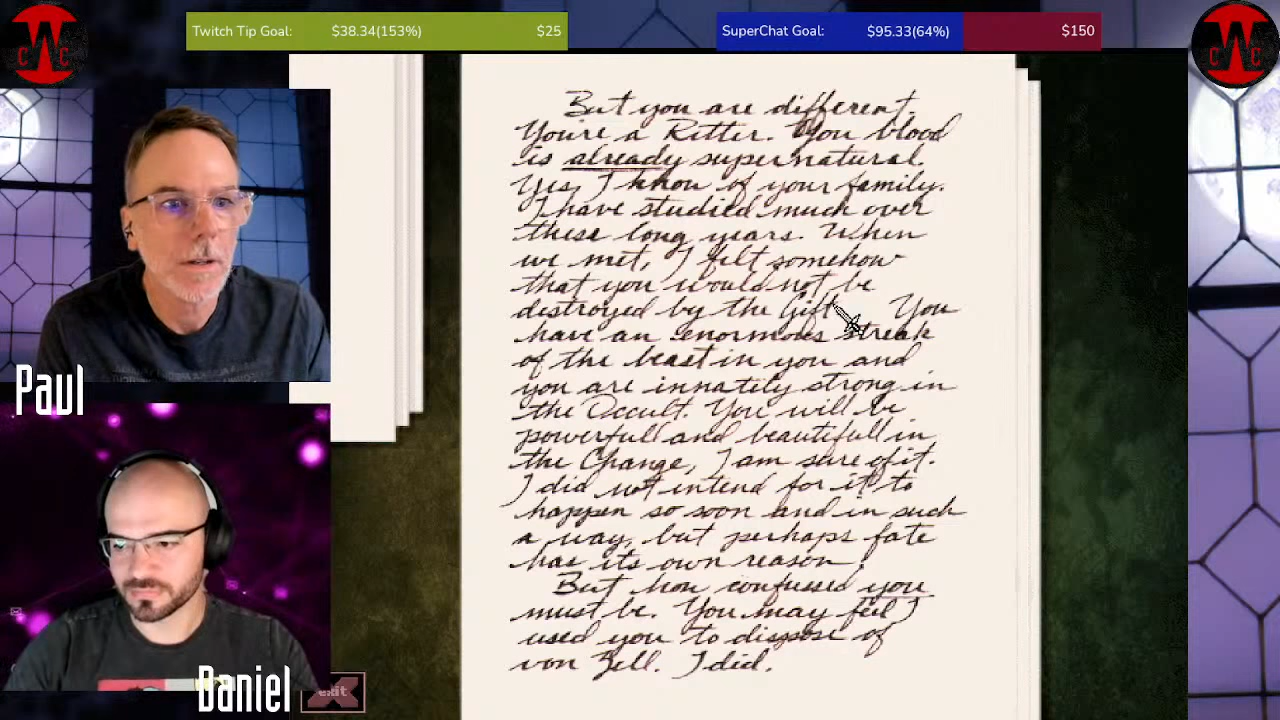 Twitch Tip Goal: $38.34(153%) $25
SuperChat Goal: $95.33(64%) $150
W
C C
W
C C
But you are different.
You're a Ritter. You blood
is already supernatural.
Yes, I know of your family.
I have studied much over
these long years. When
we met, I felt somehow
that you would not be
destroyed by the Gift. You
have an enormous streak
of the beast in you and
you are innately strong in
the Occult. You will be
powerfull and beautifull in
the Change, I am sure of it.
I did not intend for it to
happen so soon and in such
a way, but perhaps fate
has its own reason.
But how confused you
must be. You may feel I
used you to dispose of
von Zell. I did.
Paul
Daniel
exit